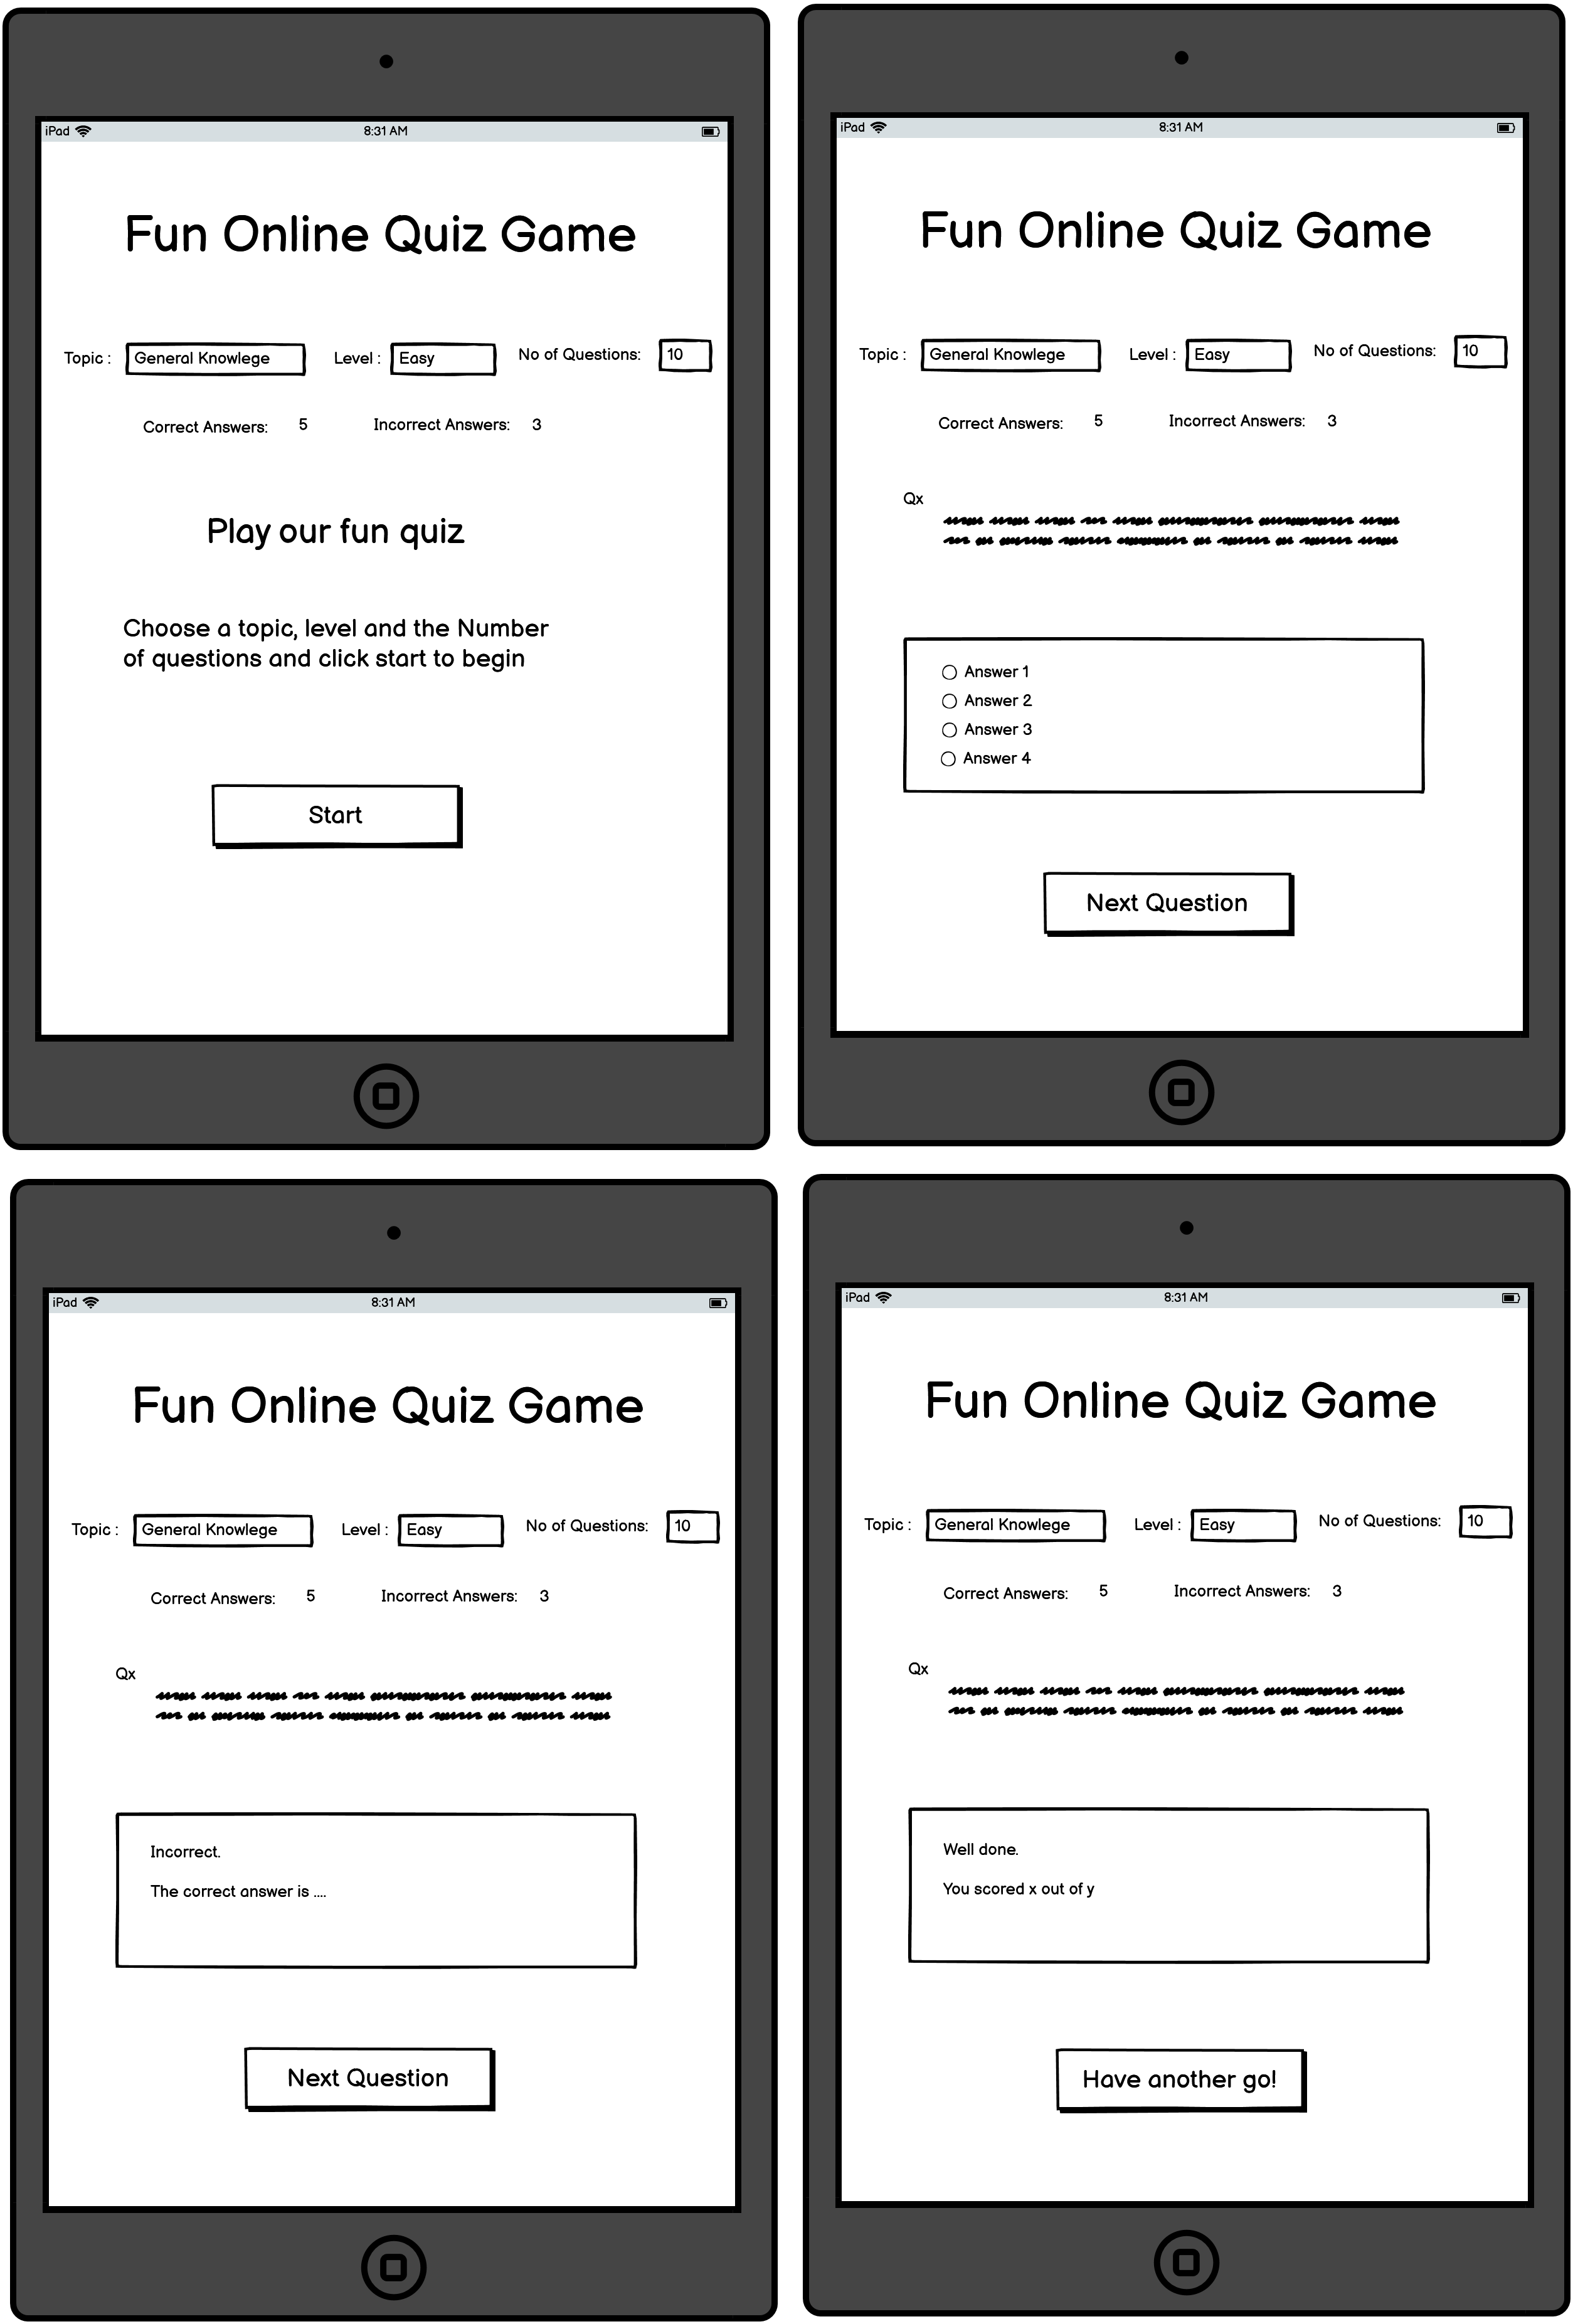 iPad 8:31 AM
Fun Online Quiz Game
Topic : General Knowlege Level : Easy No of Questions: 10
Correct Answers: 5 Incorrect Answers: 3
Play our fun quiz
Choose a topic, level and the Number
of questions and click start to begin
Start
iPad 8:31 AM
Fun Online Quiz Game
Topic : General Knowlege Level : Easy No of Questions: 10
Correct Answers: 5 Incorrect Answers: 3
Qx
Answer 1
Answer 2
Answer 3
Answer 4
Next Question
iPad 8:31 AM
Fun Online Quiz Game
Topic : General Knowlege Level : Easy No of Questions: 10
Correct Answers: 5 Incorrect Answers: 3
Qx
Incorrect.
The correct answer is ....
Next Question
iPad 8:31 AM
Fun Online Quiz Game
Topic : General Knowlege Level : Easy No of Questions: 10
Correct Answers: 5 Incorrect Answers: 3
Qx
Well done.
You scored x out of y
Have another go!